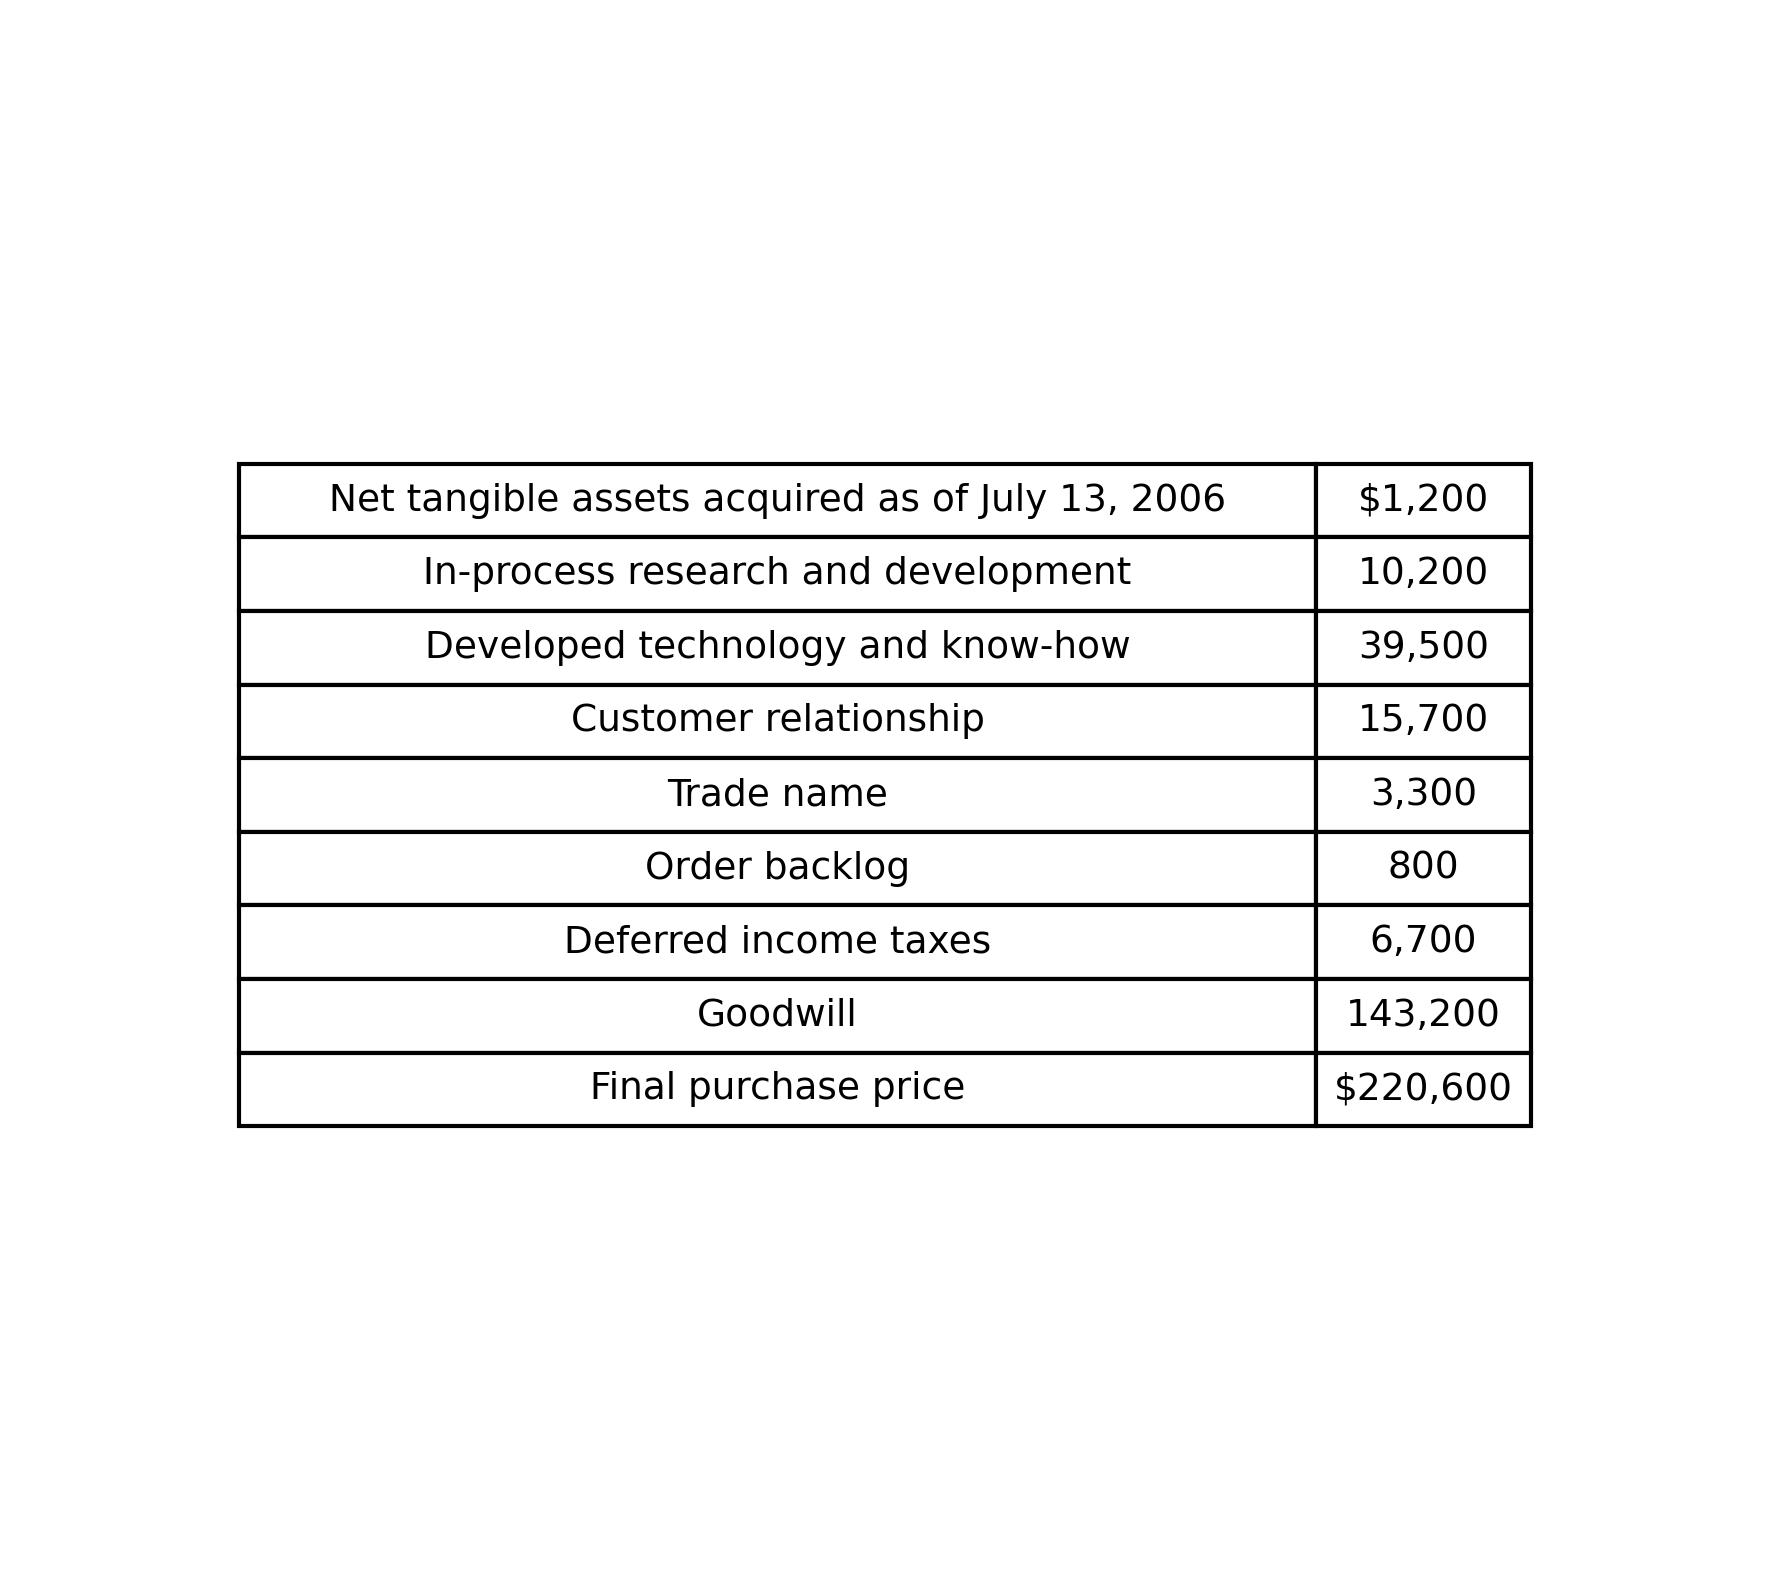 Net tangible assets acquired as of July 13, 2006 $1,200
In-process research and development 10,200
Developed technology and know-how 39,500
Customer relationship 15,700
Trade name 3,300
Order backlog 800
Deferred income taxes 6,700
Goodwill 143,200
Final purchase price $220,600